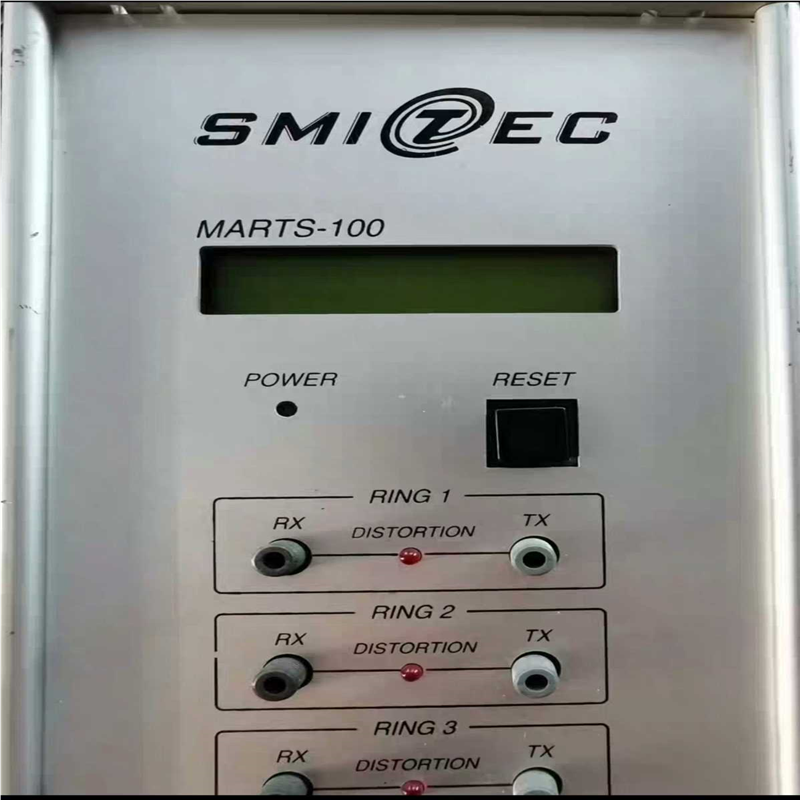 SMITEC
MARTS-100
POWER RESET
RING 1
RX DISTORTION TX
RING 2
RX DISTORTION TX
RING 3
RX DISTORTION TX